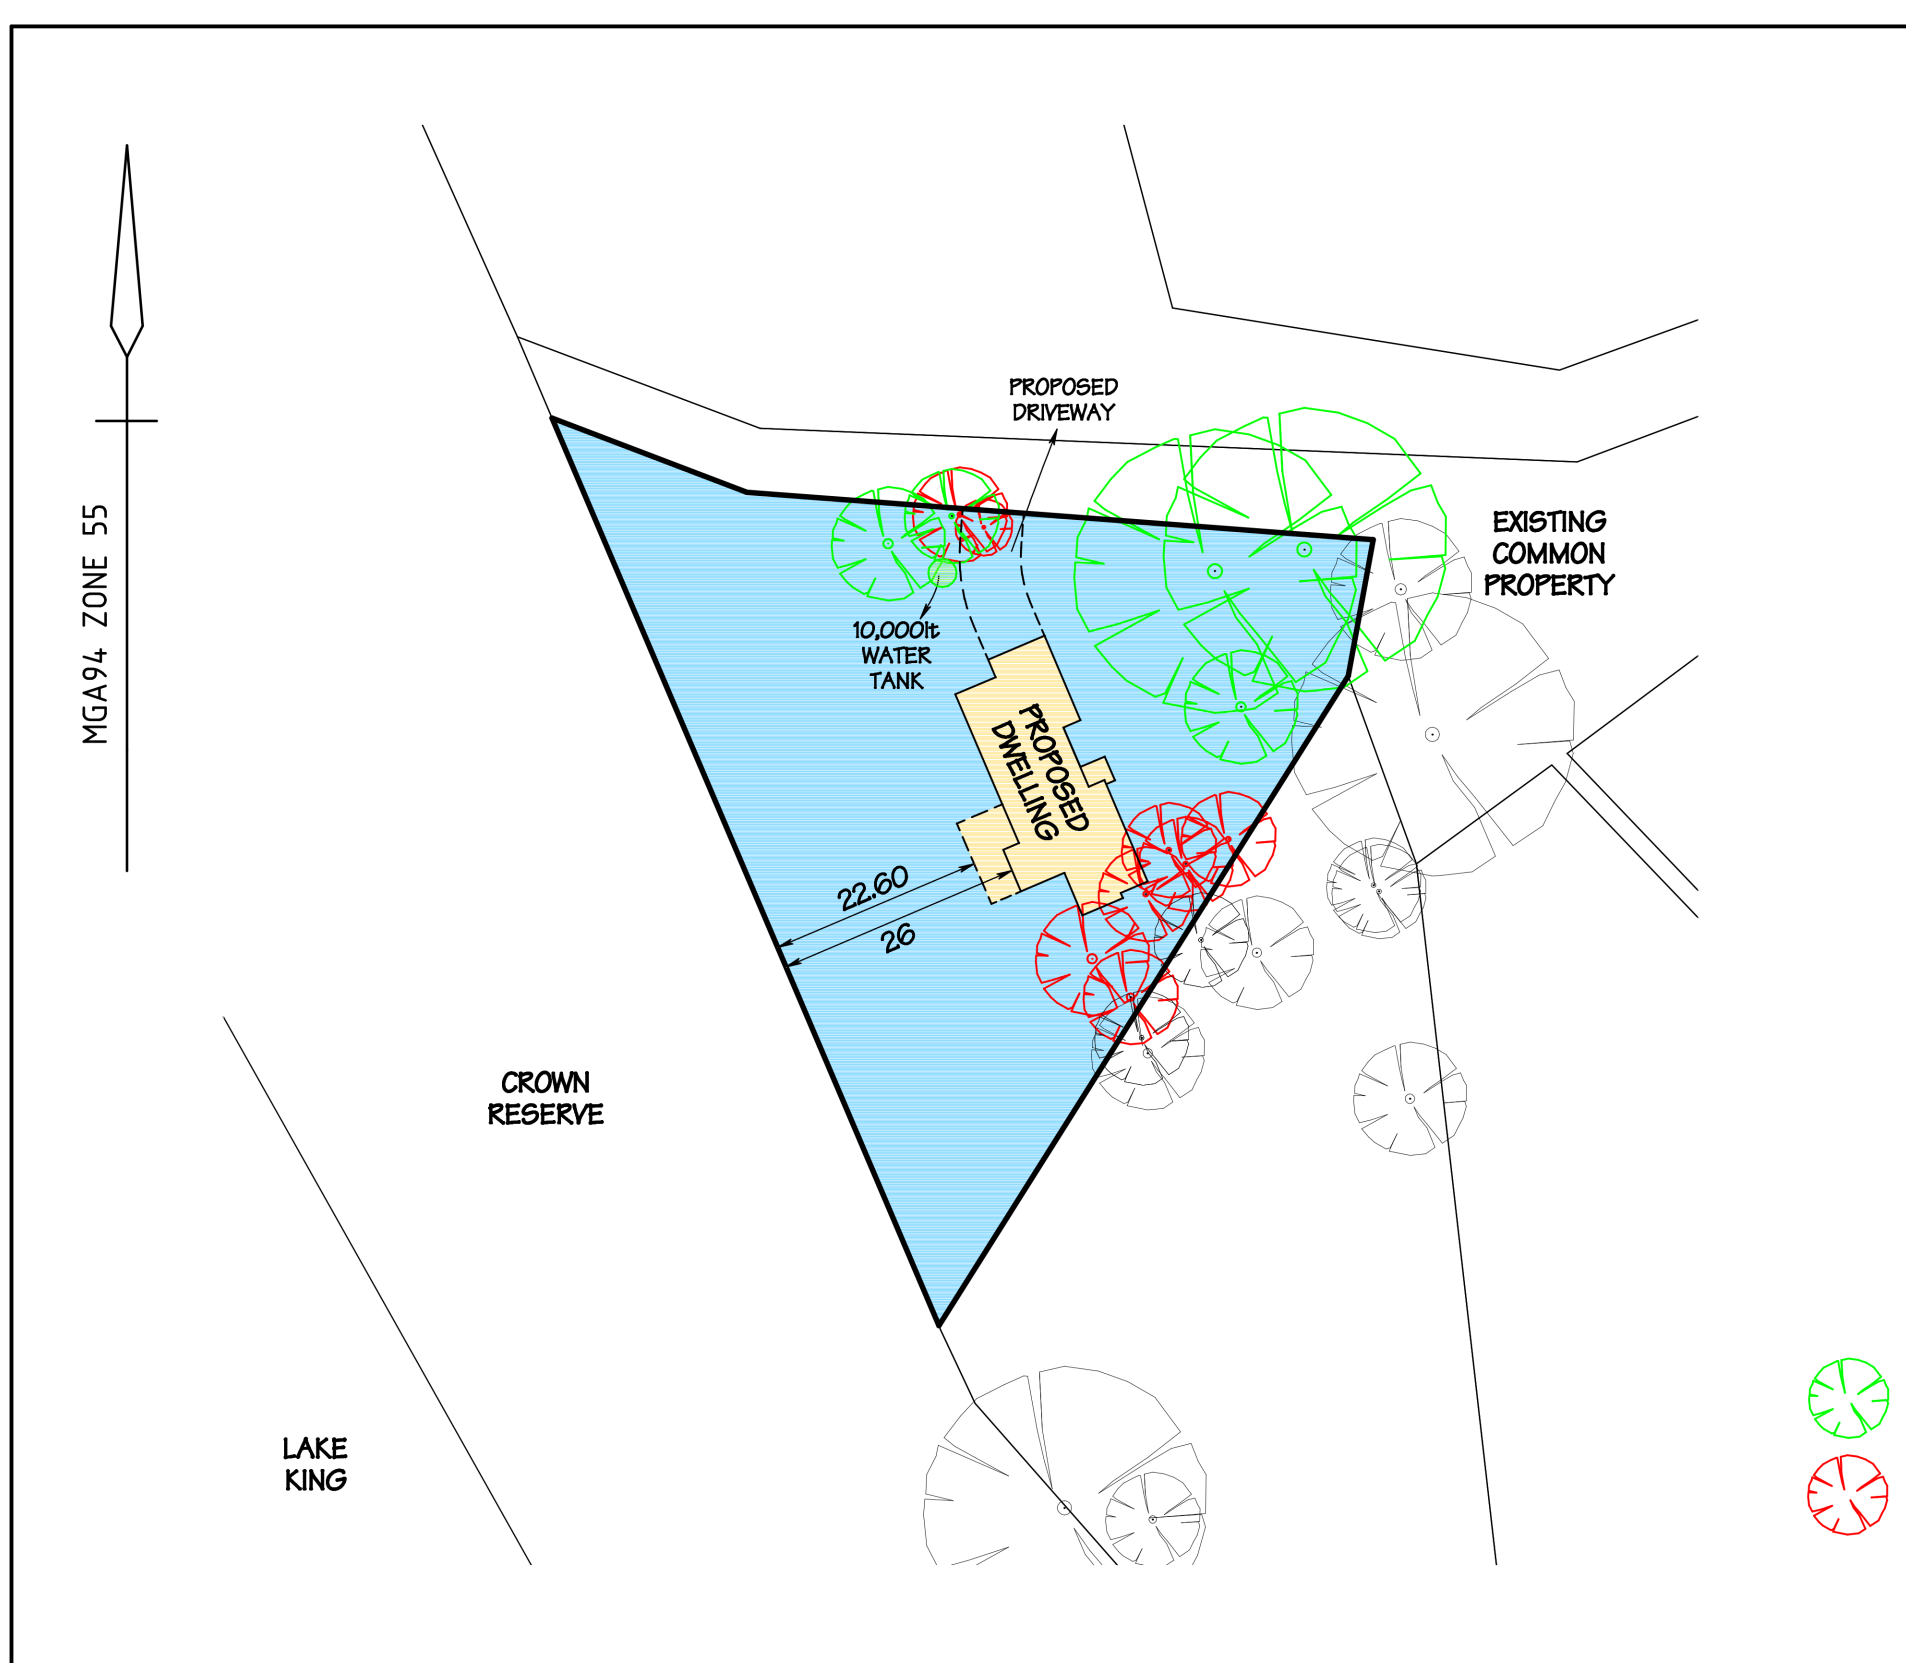 MGA94 ZONE 55
PROPOSED
DRIVEWAY
EXISTING
COMMON
PROPERTY
10,000lt
WATER
TANK
PROPOSED
DWELLING
22.60
26
CROWN
RESERVE
LAKE
KING